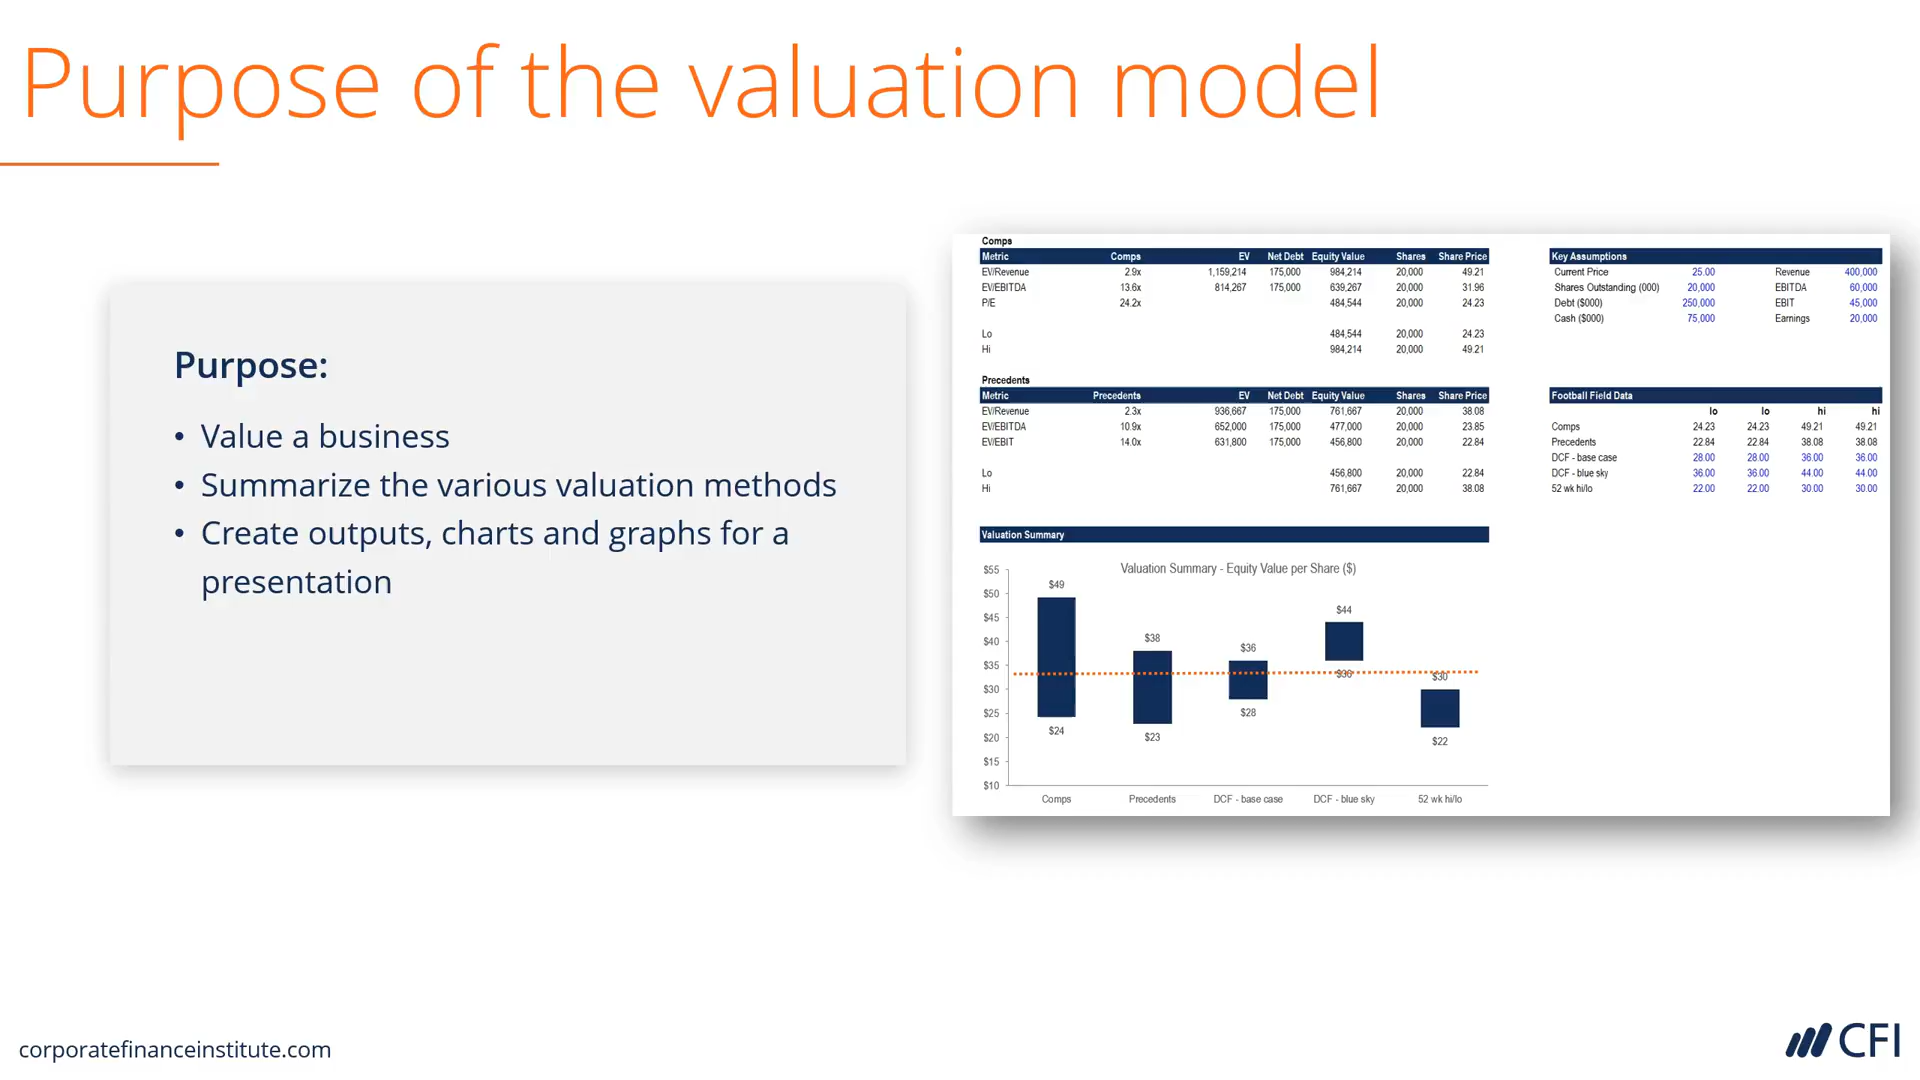 Purpose of the valuation model
Purpose:
• Value a business
• Summarize the various valuation methods
• Create outputs, charts and graphs for a
presentation
Comps
Metric Comps EV Net Debt Equity Value Shares Share Price
EV/Revenue 2.9x 1,159,214 175,000 984,214 20,000 49.21
EV/EBITDA 13.6x 814,267 175,000 639,267 20,000 31.96
P/E 24.2x 484,544 20,000 24.23
Lo 484,544 20,000 24.23
Hi 984,214 20,000 49.21
Precedents
Metric Precedents EV Net Debt Equity Value Shares Share Price
EV/Revenue 2.3x 936,667 175,000 761,667 20,000 38.08
EV/EBITDA 10.9x 652,000 175,000 477,000 20,000 23.85
EV/EBIT 14.0x 631,800 175,000 456,800 20,000 22.84
Lo 456,800 20,000 22.84
Hi 761,667 20,000 38.08
Key Assumptions
Current Price 25.00 Revenue 400,000
Shares Outstanding (000) 20,000 EBITDA 60,000
Debt ($000) 250,000 EBIT 45,000
Cash ($000) 75,000 Earnings 20,000
Football Field Data
lo lo hi hi
Comps 24.23 24.23 49.21 49.21
Precedents 22.84 22.84 38.08 38.08
DCF - base case 28.00 28.00 36.00 36.00
DCF - blue sky 36.00 36.00 44.00 44.00
52 wk hi/lo 22.00 22.00 30.00 30.00
Valuation Summary
Valuation Summary - Equity Value per Share ($)
$55
$50
$45
$40
$35
$30
$25
$20
$15
$10
$49
$24
$38
$23
$36
$28
$44
$36
$30
$22
Comps Precedents DCF - base case DCF - blue sky 52 wk hi/lo
corporatefinanceinstitute.com
CFI